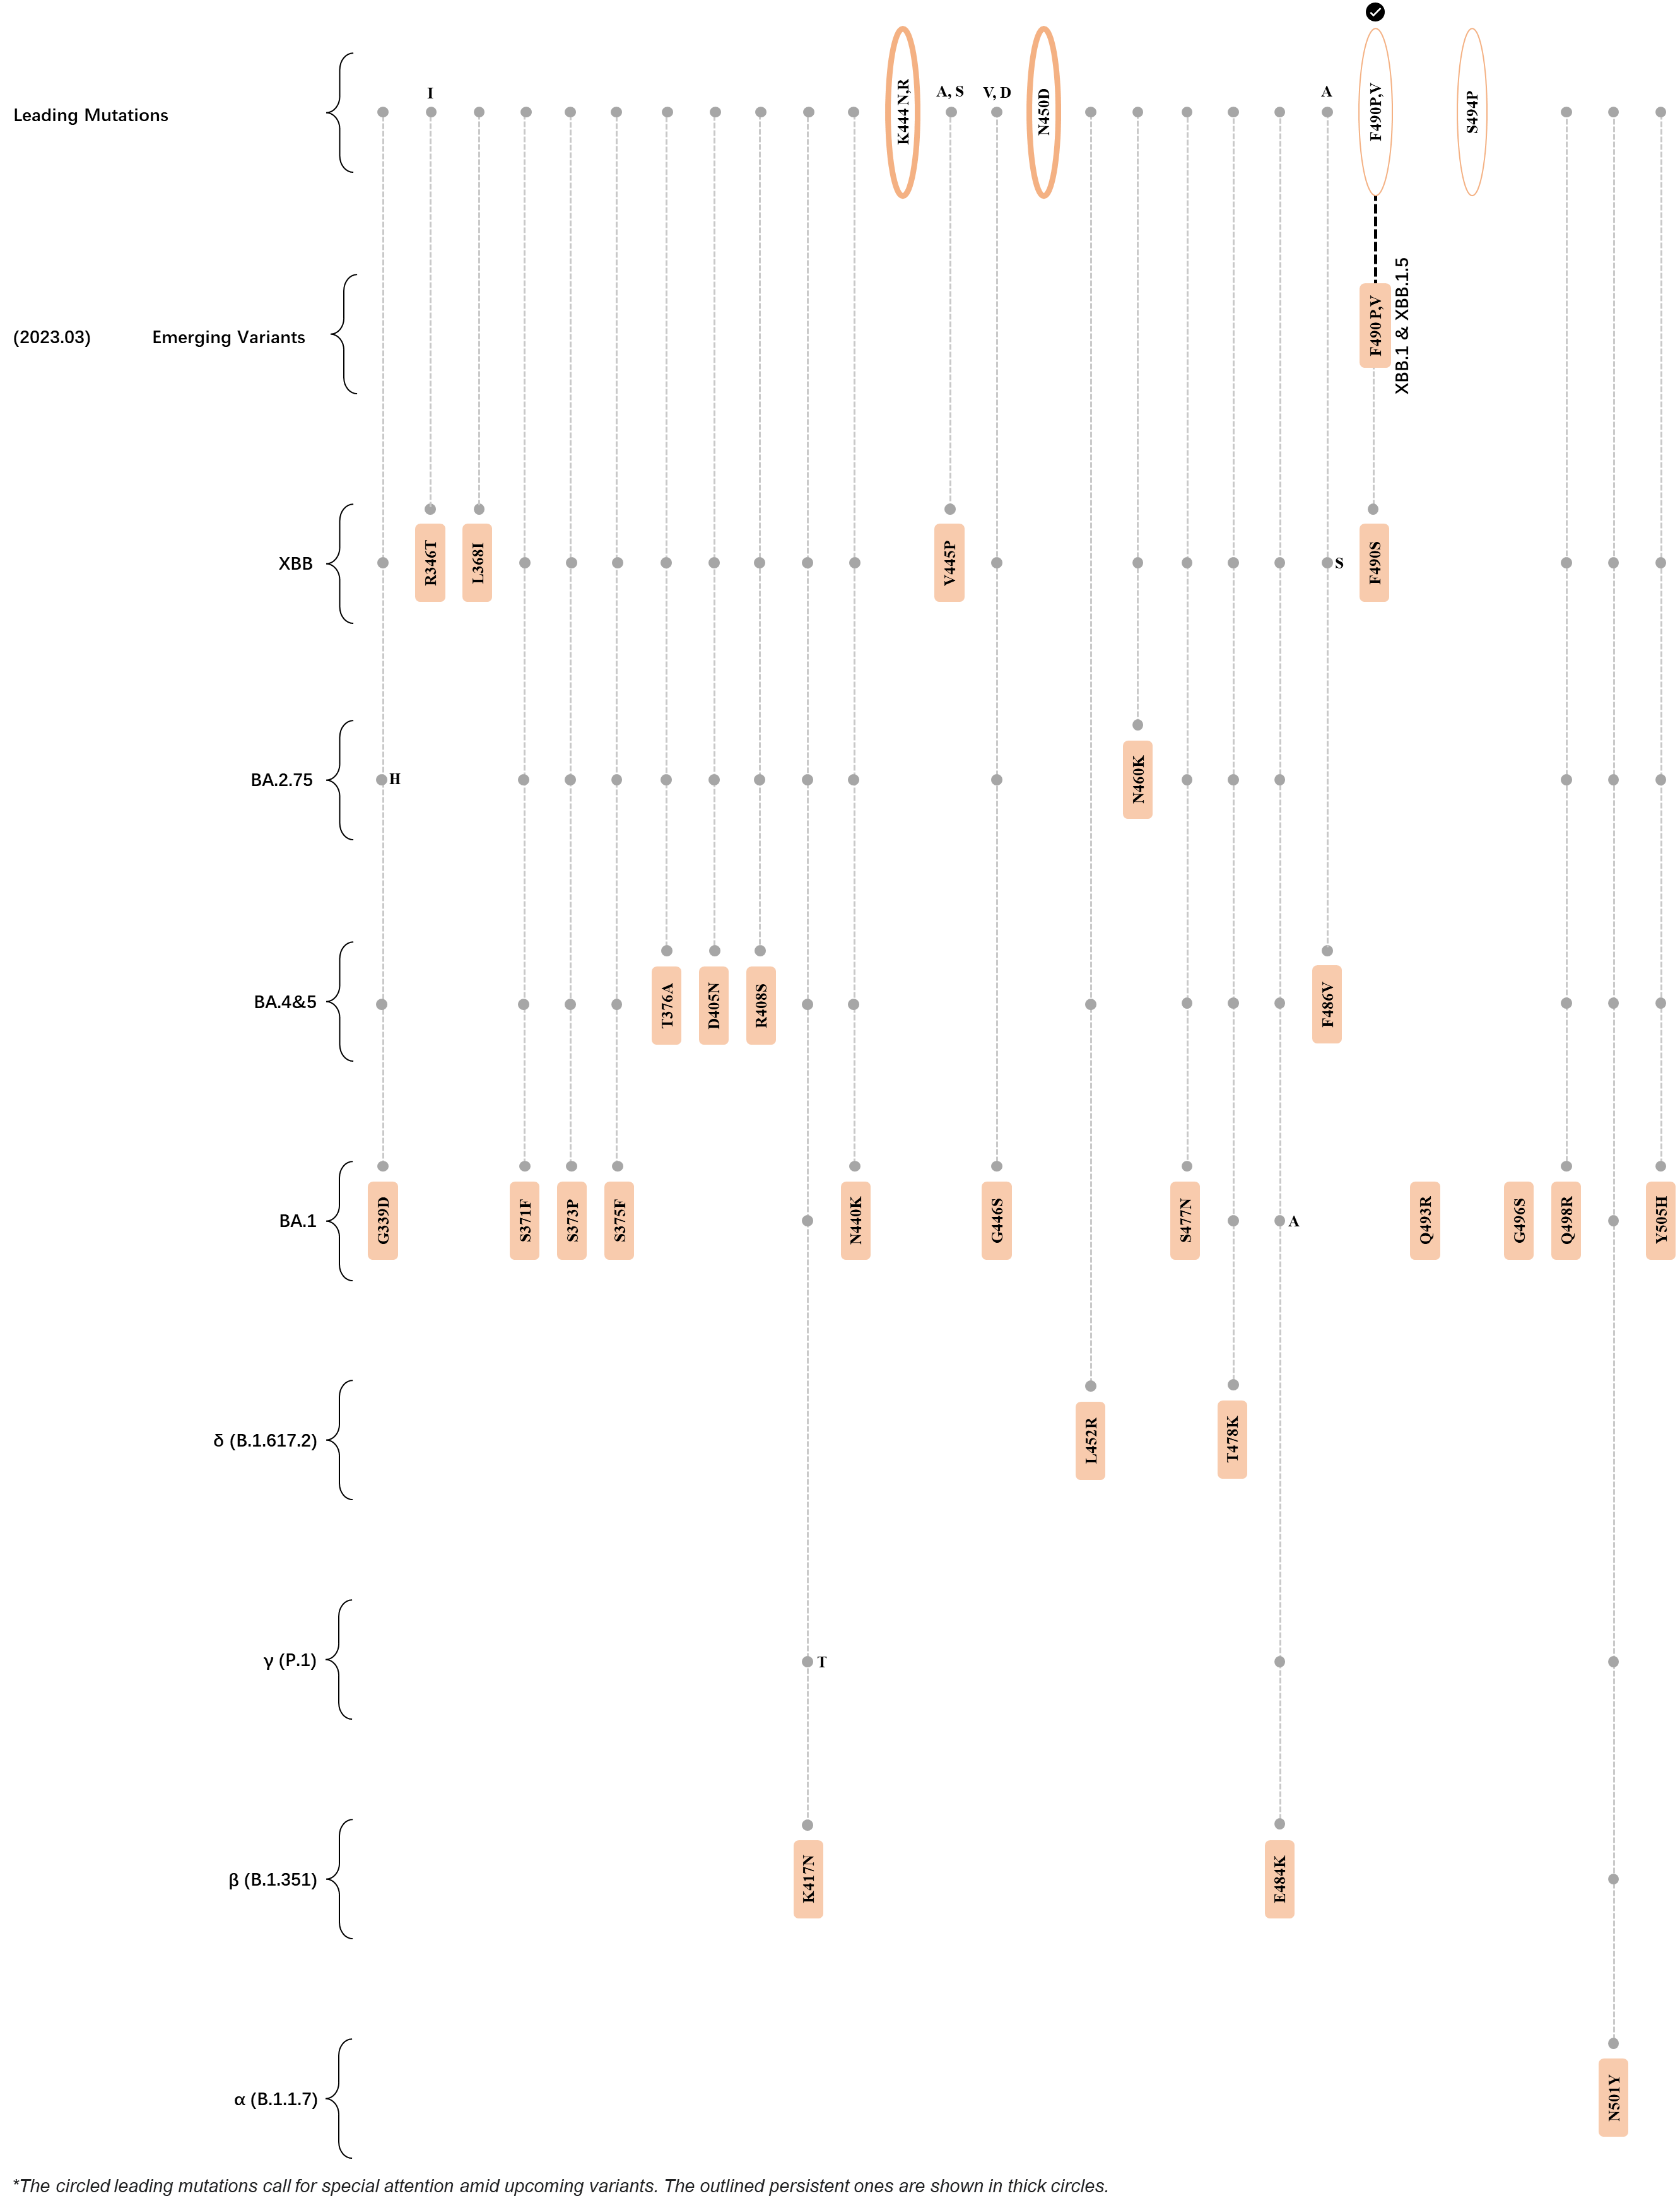 I
A, S
V, D
A
Leading Mutations
K444 N,R
N450D
F490P,V
S494P
(2023.03)
Emerging Variants
F490 P,V
XBB.1 & XBB.1.5
XBB
R346T
L368I
V445P
S
F490S
BA.2.75
H
N460K
BA.4&5
T376A
D405N
R408S
F486V
BA.1
G339D
S371F
S373P
S375F
N440K
G446S
S477N
A
Q493R
G496S
Q498R
Y505H
δ (B.1.617.2)
L452R
T478K
γ (P.1)
T
β (B.1.351)
K417N
E484K
α (B.1.1.7)
N501Y
*The circled leading mutations call for special attention amid upcoming variants. The outlined persistent ones are shown in thick circles.